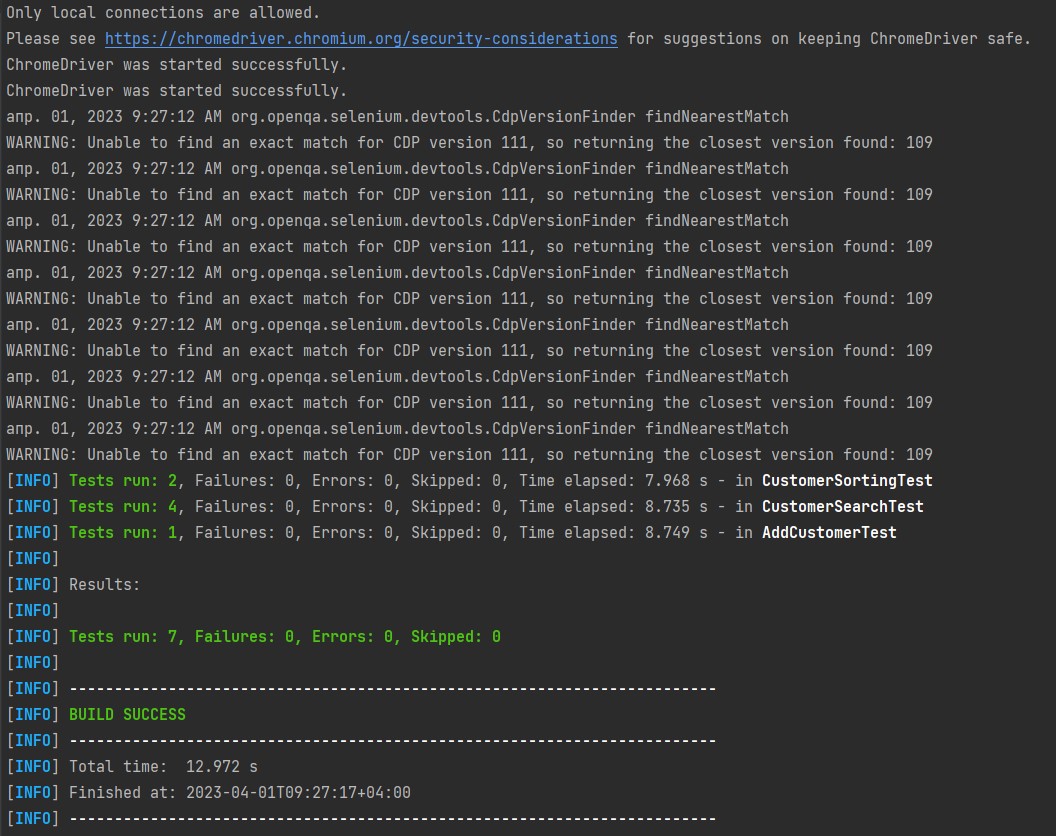 Only local connections are allowed.
Please see https://chromedriver.chromium.org/security-considerations for suggestions on keeping ChromeDriver safe.
ChromeDriver was started successfully.
ChromeDriver was started successfully.
апр. 01, 2023 9:27:12 AM org.openqa.selenium.devtools.CdpVersionFinder findNearestMatch
WARNING: Unable to find an exact match for CDP version 111, so returning the closest version found: 109
апр. 01, 2023 9:27:12 AM org.openqa.selenium.devtools.CdpVersionFinder findNearestMatch
WARNING: Unable to find an exact match for CDP version 111, so returning the closest version found: 109
апр. 01, 2023 9:27:12 AM org.openqa.selenium.devtools.CdpVersionFinder findNearestMatch
WARNING: Unable to find an exact match for CDP version 111, so returning the closest version found: 109
апр. 01, 2023 9:27:12 AM org.openqa.selenium.devtools.CdpVersionFinder findNearestMatch
WARNING: Unable to find an exact match for CDP version 111, so returning the closest version found: 109
апр. 01, 2023 9:27:12 AM org.openqa.selenium.devtools.CdpVersionFinder findNearestMatch
WARNING: Unable to find an exact match for CDP version 111, so returning the closest version found: 109
апр. 01, 2023 9:27:12 AM org.openqa.selenium.devtools.CdpVersionFinder findNearestMatch
WARNING: Unable to find an exact match for CDP version 111, so returning the closest version found: 109
апр. 01, 2023 9:27:12 AM org.openqa.selenium.devtools.CdpVersionFinder findNearestMatch
WARNING: Unable to find an exact match for CDP version 111, so returning the closest version found: 109
[INFO] Tests run: 2, Failures: 0, Errors: 0, Skipped: 0, Time elapsed: 7.968 s - in CustomerSortingTest
[INFO] Tests run: 4, Failures: 0, Errors: 0, Skipped: 0, Time elapsed: 8.735 s - in CustomerSearchTest
[INFO] Tests run: 1, Failures: 0, Errors: 0, Skipped: 0, Time elapsed: 8.749 s - in AddCustomerTest
[INFO]
[INFO] Results:
[INFO]
[INFO] Tests run: 7, Failures: 0, Errors: 0, Skipped: 0
[INFO]
[INFO] ------------------------------------------------------------------------
[INFO] BUILD SUCCESS
[INFO] ------------------------------------------------------------------------
[INFO] Total time:  12.972 s
[INFO] Finished at: 2023-04-01T09:27:17+04:00
[INFO] ------------------------------------------------------------------------